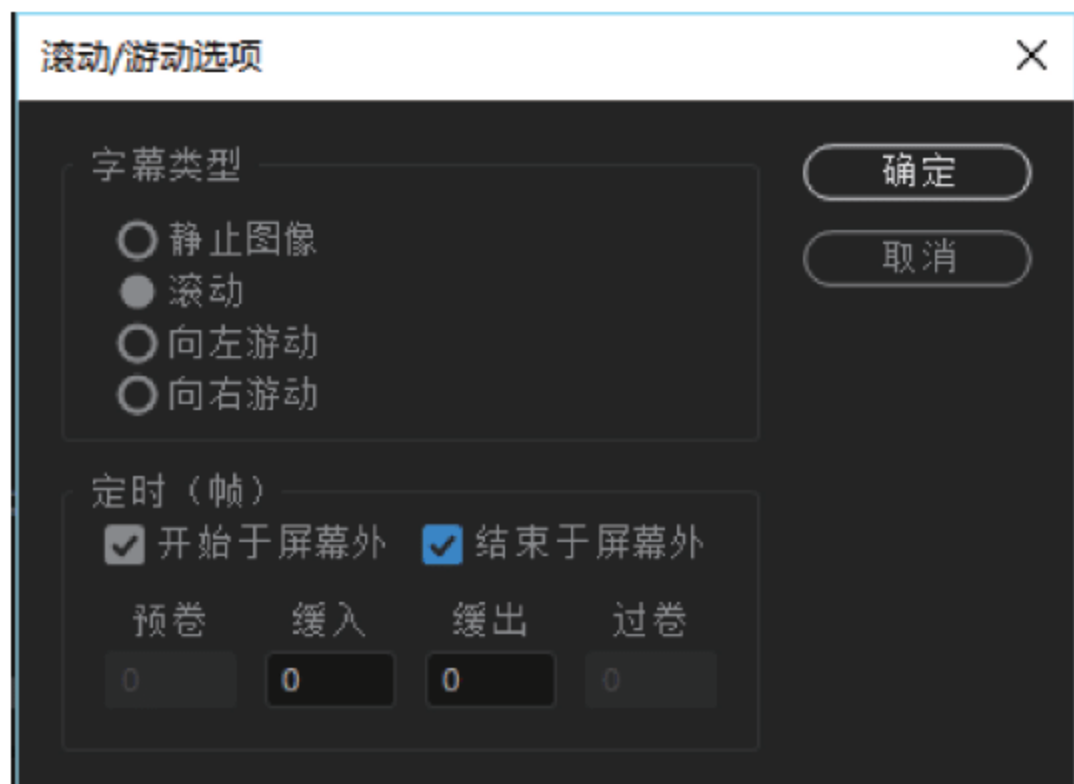 滚动/游动选项
字幕类型
确定
静止图像
取消
滚动
向左游动
向右游动
定时（帧）
开始于屏幕外 结束于屏幕外
预卷 缓入 缓出 过卷
0 0 0 0